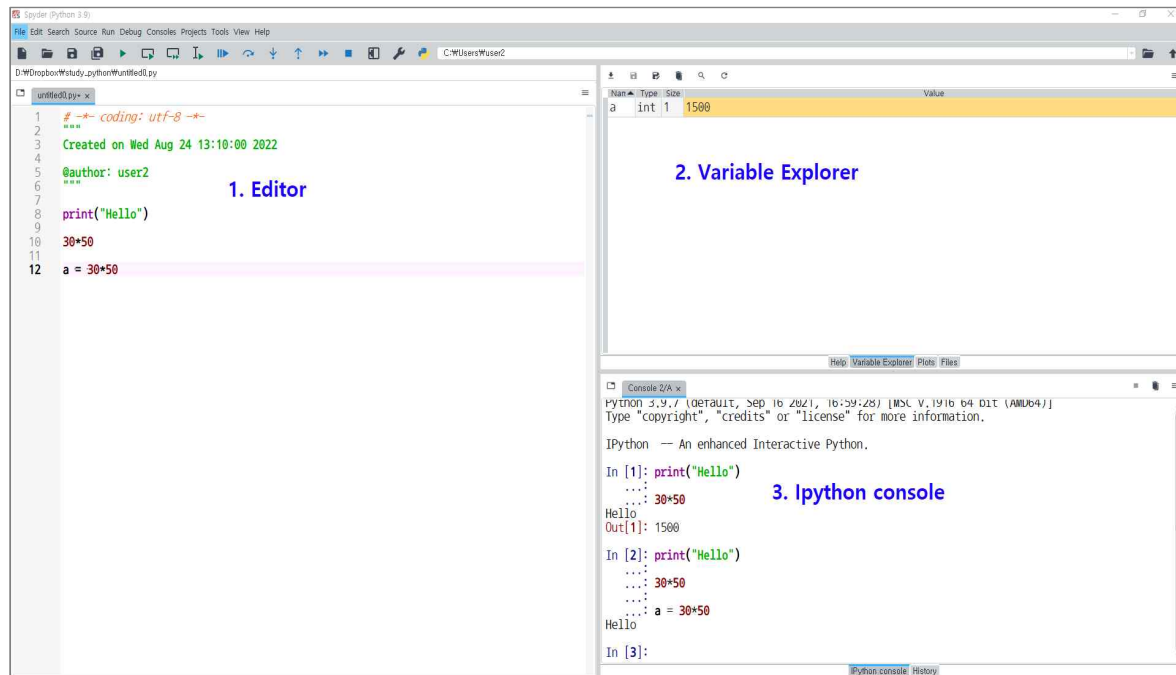 Spyder (Python 3.9)
File Edit Search Source Run Debug Consoles Projects Tools View Help
C:₩Users₩user2
D:₩Dropbox₩study_python₩untitled0.py
untitled0.py*
1 # -*- coding: utf-8 -*-
2 """
3 Created on Wed Aug 24 13:10:00 2022
4
5 @author: user2
6 """
7
8 print("Hello")
9
10 30*50
11
12 a = 30*50
1. Editor
Nam Type Size Value
a int 1 1500
2. Variable Explorer
Help Variable Explorer Plots Files
Console 2/A
Python 3.9.7 (default, Sep 16 2021, 16:59:28) [MSC v.1916 64 bit (AMD64)]
Type "copyright", "credits" or "license" for more information.
IPython -- An enhanced Interactive Python.
In [1]: print("Hello")
...:
...: 30*50
Hello
Out[1]: 1500
In [2]: print("Hello")
...:
...: 30*50
...:
...: a = 30*50
Hello
In [3]:
3. Ipython console
IPython console History